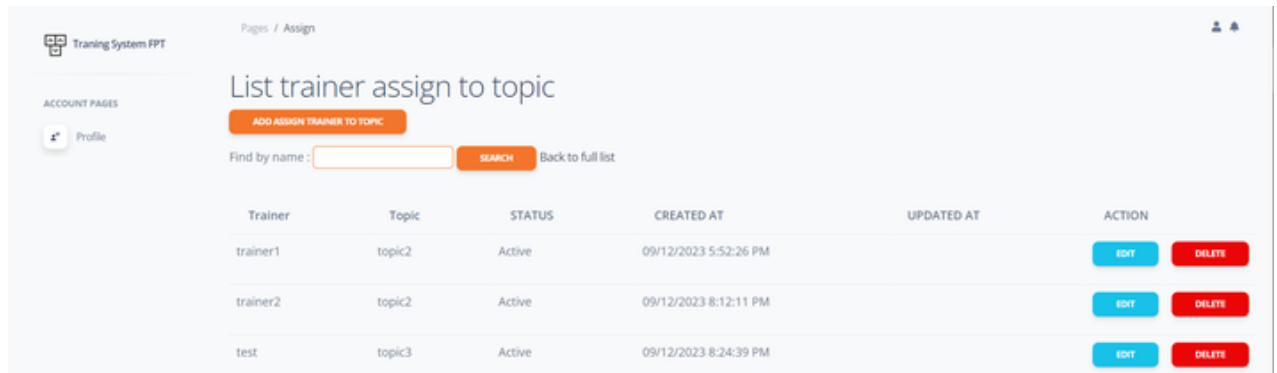 Pages / Assign
Traning System FPT
List trainer assign to topic
ACCOUNT PAGES
ADD ASSIGN TRAINER TO TOPIC
Profile
Find by name : SEARCH Back to full list
Trainer Topic STATUS CREATED AT UPDATED AT ACTION
trainer1 topic2 Active 09/12/2023 5:52:26 PM EDIT DELETE
trainer2 topic2 Active 09/12/2023 8:12:11 PM EDIT DELETE
test topic3 Active 09/12/2023 8:24:39 PM EDIT DELETE